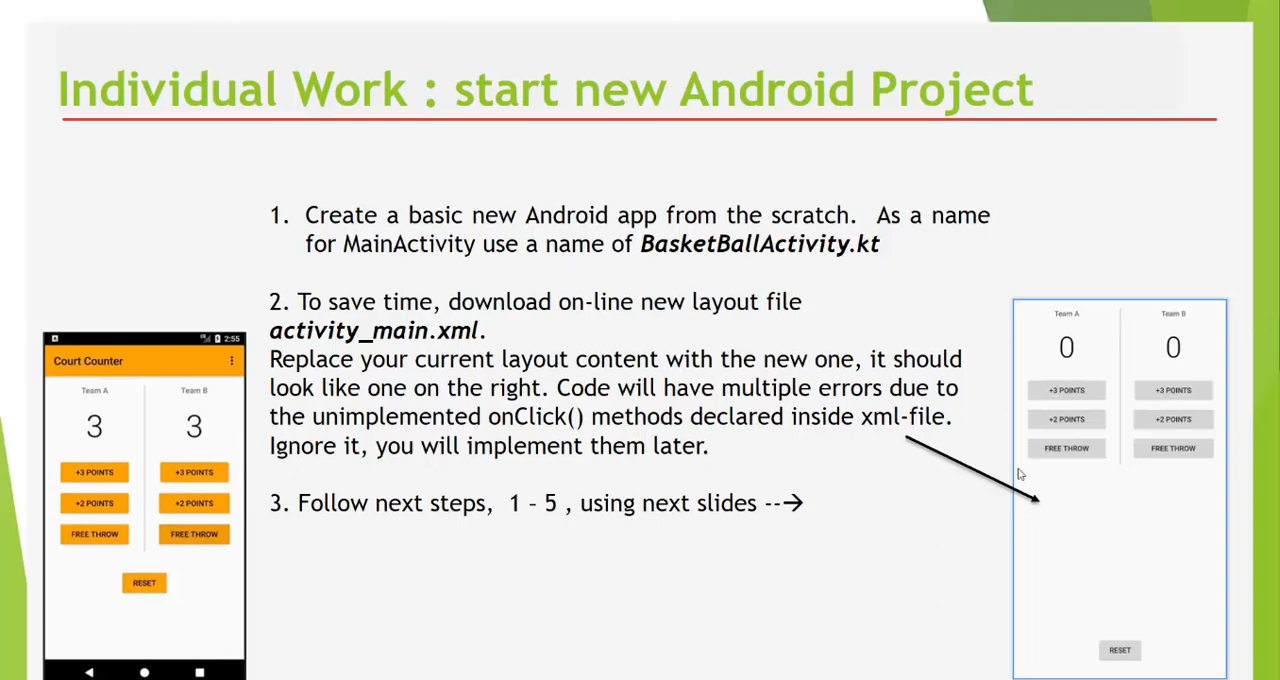 Individual Work : start new Android Project
1. Create a basic new Android app from the scratch. As a name
for MainActivity use a name of BasketBallActivity.kt
2. To save time, download on-line new layout file
activity_main.xml.
Replace your current layout content with the new one, it should
look like one on the right. Code will have multiple errors due to
the unimplemented onClick() methods declared inside xml-file.
Ignore it, you will implement them later.
3. Follow next steps, 1 – 5 , using next slides --→
2:55
Court Counter
Team A Team B
3 3
+3 POINTS +3 POINTS
+2 POINTS +2 POINTS
FREE THROW FREE THROW
RESET
Team A Team B
0 0
+3 POINTS +3 POINTS
+2 POINTS +2 POINTS
FREE THROW FREE THROW
RESET